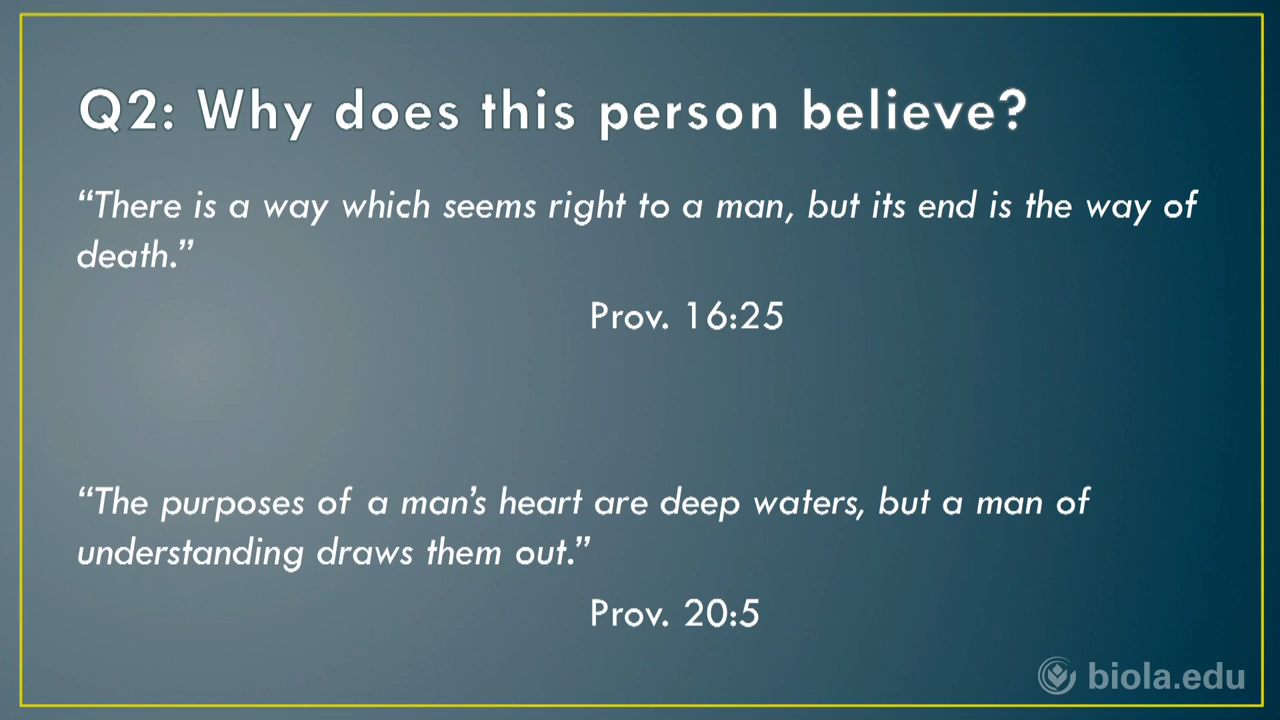 Q2: Why does this person believe?
“There is a way which seems right to a man, but its end is the way of
death.”
Prov. 16:25
“The purposes of a man’s heart are deep waters, but a man of
understanding draws them out.”
Prov. 20:5
biola.edu